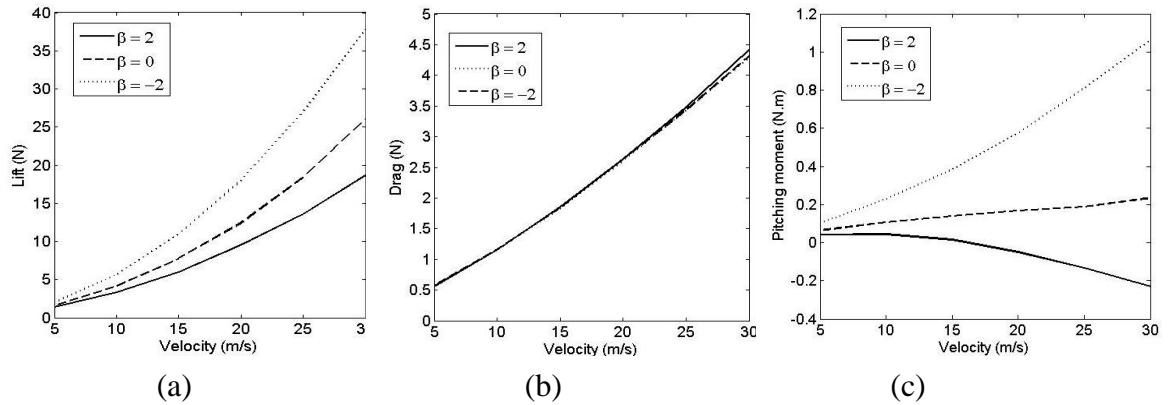 40
35
30
25
20
15
10
5
0
Lift (N)
β = 2
β = 0
β = −2
5 10 15 20 25 3
Velocity (m/s)
(a)
5
4.5
4
3.5
3
2.5
2
1.5
1
0.5
0
Drag (N)
β = 2
β = 0
β = −2
5 10 15 20 25 30
Velocity (m/s)
(b)
1.2
1
0.8
0.6
0.4
0.2
0
-0.2
-0.4
Pitching moment (N.m)
β = 2
β = 0
β = −2
5 10 15 20 25 30
Velocity (m/s)
(c)